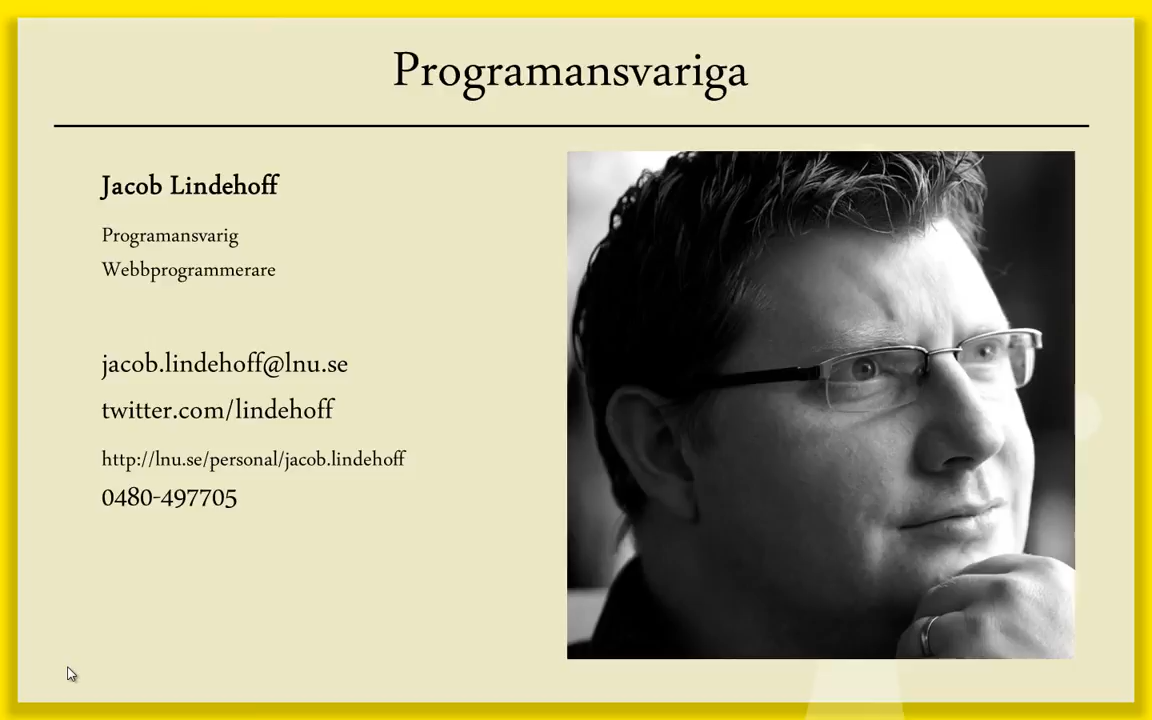 Programansvariga
Jacob Lindehoff
Programansvarig
Webbprogrammerare
jacob.lindehoff@lnu.se
twitter.com/lindehoff
http://lnu.se/personal/jacob.lindehoff
0480-497705